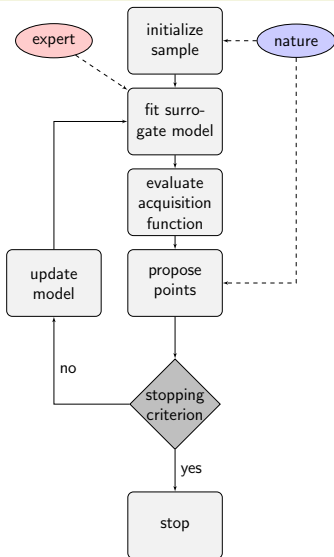 expert
initialize
sample
nature
fit surro-
gate model
evaluate
acquisition
function
update
model
propose
points
no
stopping
criterion
yes
stop